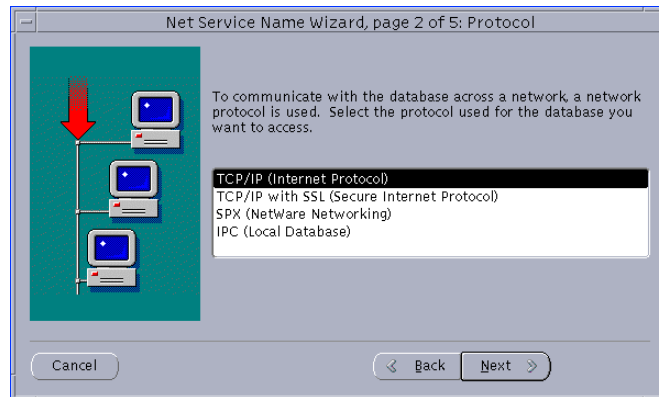 Net Service Name Wizard, page 2 of 5: Protocol
To communicate with the database across a network, a network
protocol is used. Select the protocol used for the database you
want to access.
TCP/IP (Internet Protocol)
TCP/IP with SSL (Secure Internet Protocol)
SPX (NetWare Networking)
IPC (Local Database)
Cancel
Back
Next